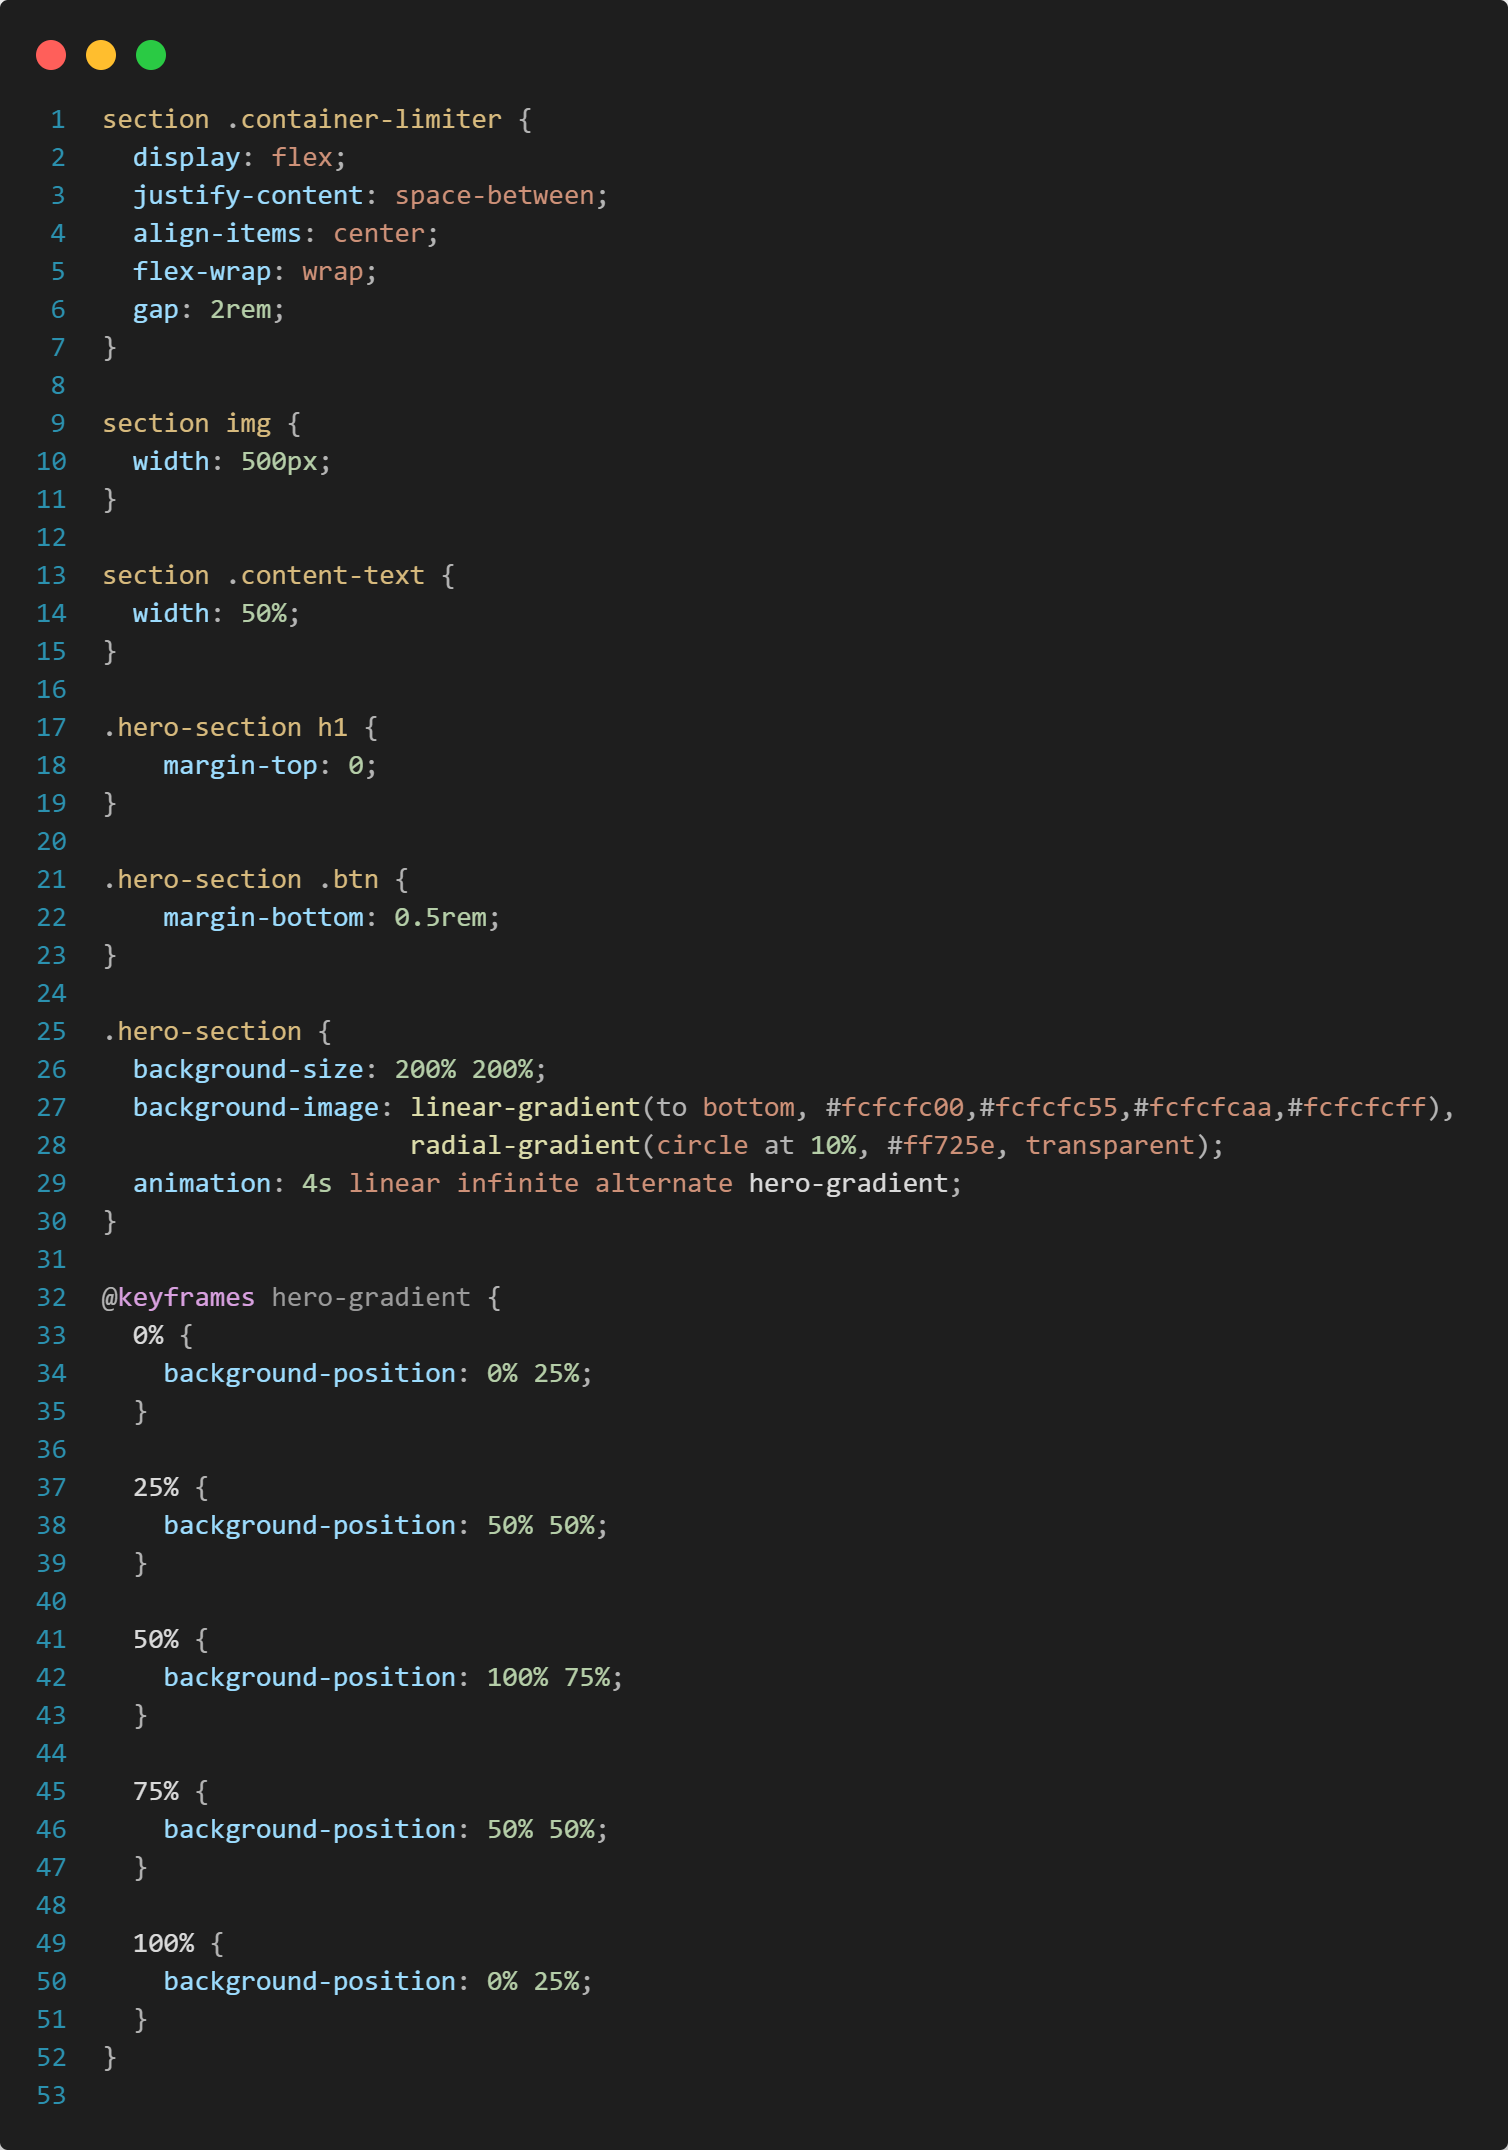 1 section .container-limiter {
2   display: flex;
3   justify-content: space-between;
4   align-items: center;
5   flex-wrap: wrap;
6   gap: 2rem;
7 }
8
9 section img {
10   width: 500px;
11 }
12
13 section .content-text {
14   width: 50%;
15 }
16
17 .hero-section h1 {
18     margin-top: 0;
19 }
20
21 .hero-section .btn {
22     margin-bottom: 0.5rem;
23 }
24
25 .hero-section {
26   background-size: 200% 200%;
27   background-image: linear-gradient(to bottom, #fcfcfc00,#fcfcfc55,#fcfcfcaa,#fcfcfcff),
28                     radial-gradient(circle at 10%, #ff725e, transparent);
29   animation: 4s linear infinite alternate hero-gradient;
30 }
31
32 @keyframes hero-gradient {
33   0% {
34     background-position: 0% 25%;
35   }
36
37   25% {
38     background-position: 50% 50%;
39   }
40
41   50% {
42     background-position: 100% 75%;
43   }
44
45   75% {
46     background-position: 50% 50%;
47   }
48
49   100% {
50     background-position: 0% 25%;
51   }
52 }
53